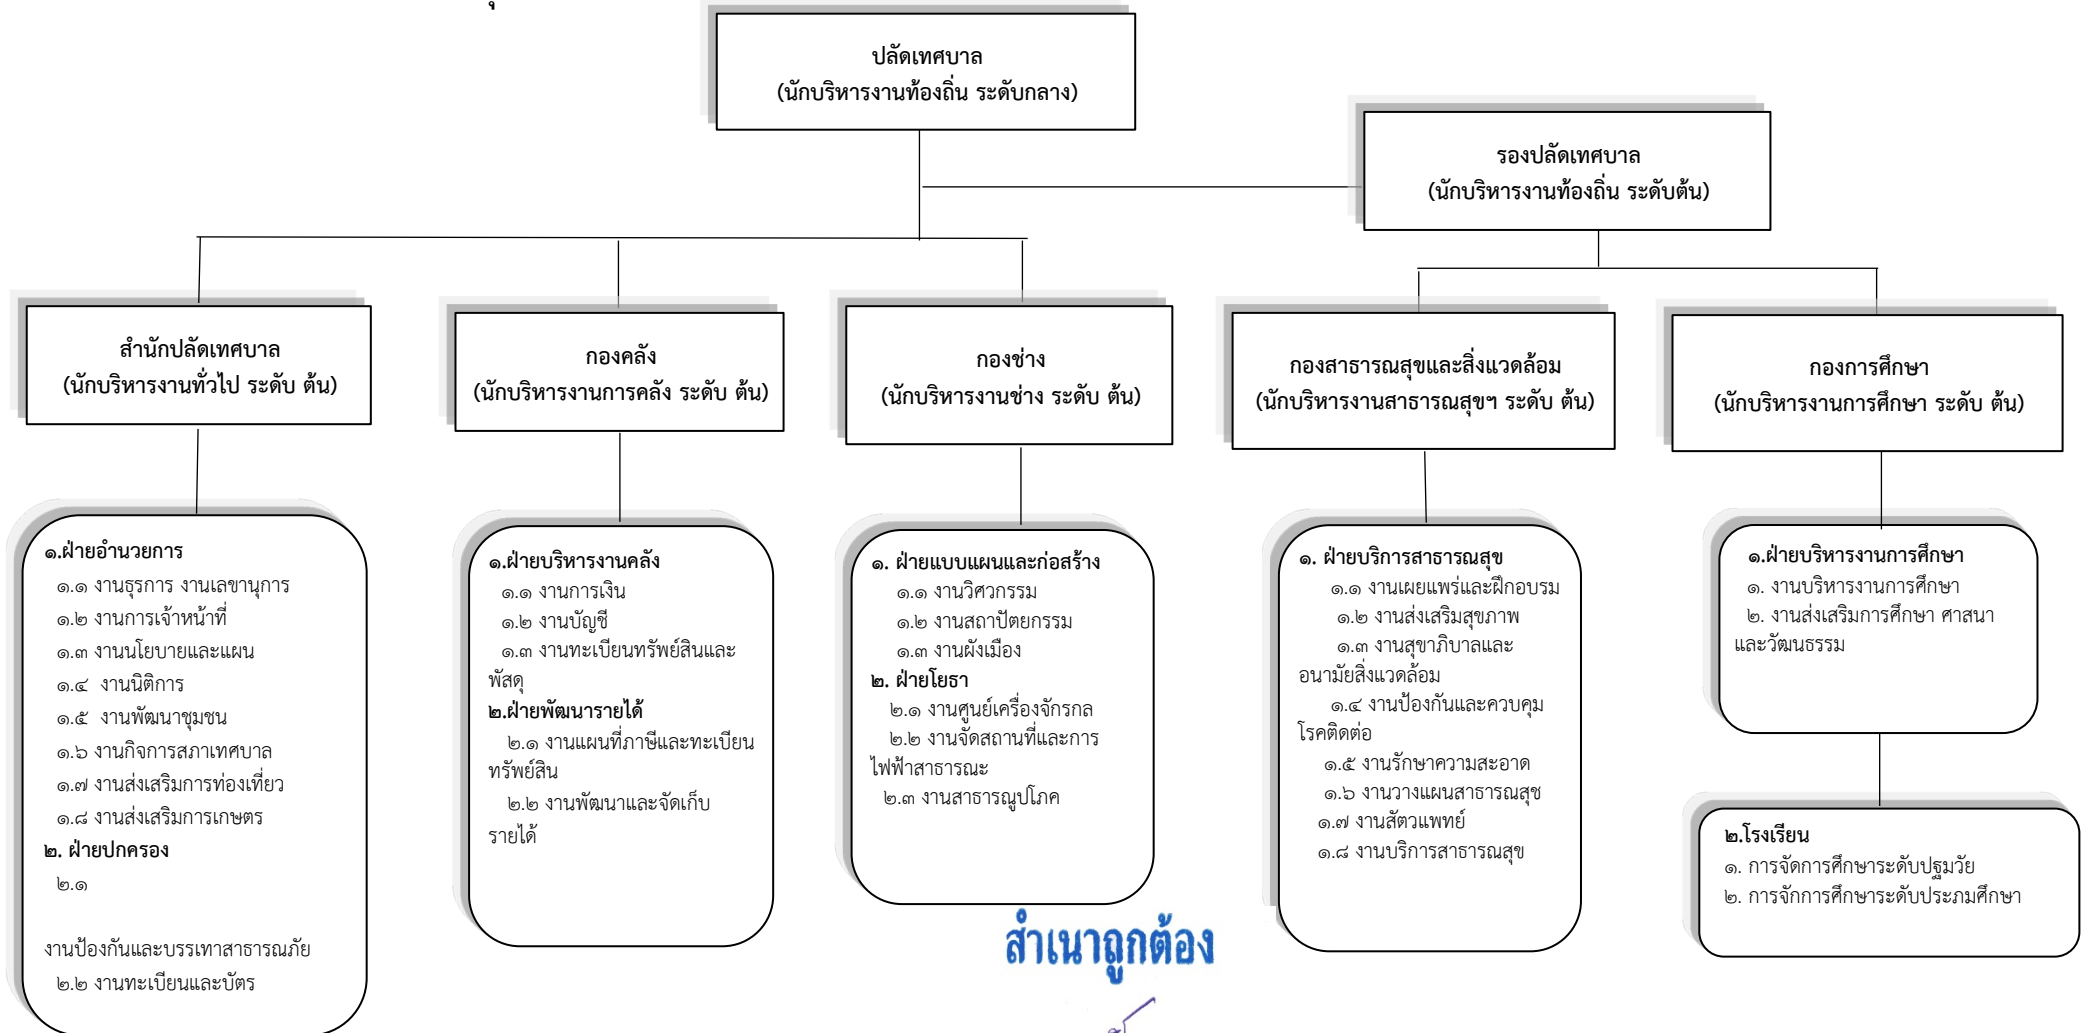 ปลัดเทศบาล
(นักบริหารงานท้องถิ่น ระดับกลาง)
รองปลัดเทศบาล
(นักบริหารงานท้องถิ่น ระดับต้น)
สำนักปลัดเทศบาล
(นักบริหารงานทั่วไป ระดับ ต้น)
กองคลัง
(นักบริหารงานการคลัง ระดับ ต้น)
กองช่าง
(นักบริหารงานช่าง ระดับ ต้น)
กองสาธารณสุขและสิ่งแวดล้อม
(นักบริหารงานสาธารณสุขฯ ระดับ ต้น)
กองการศึกษา
(นักบริหารงานการศึกษา ระดับ ต้น)
๑.ฝ่ายอำนวยการ
๑.๑ งานธุรการ งานเลขานุการ
๑.๒ งานการเจ้าหน้าที่
๑.๓ งานนโยบายและแผน
๑.๔ งานนิติการ
๑.๕ งานพัฒนาชุมชน
๑.๖ งานกิจการสภาเทศบาล
๑.๗ งานส่งเสริมการท่องเที่ยว
๑.๘ งานส่งเสริมการเกษตร
๒. ฝ่ายปกครอง
๒.๑
งานป้องกันและบรรเทาสาธารณภัย
๒.๒ งานทะเบียนและบัตร
๑.ฝ่ายบริหารงานคลัง
๑.๑ งานการเงิน
๑.๒ งานบัญชี
๑.๓ งานทะเบียนทรัพย์สินและ
พัสดุ
๒.ฝ่ายพัฒนารายได้
๒.๑ งานแผนที่ภาษีและทะเบียน
ทรัพย์สิน
๒.๒ งานพัฒนาและจัดเก็บ
รายได้
๑. ฝ่ายแบบแผนและก่อสร้าง
๑.๑ งานวิศวกรรม
๑.๒ งานสถาปัตยกรรม
๑.๓ งานผังเมือง
๒. ฝ่ายโยธา
๒.๑ งานศูนย์เครื่องจักรกล
๒.๒ งานจัดสถานที่และการ
ไฟฟ้าสาธารณะ
๒.๓ งานสาธารณูปโภค
๑. ฝ่ายบริการสาธารณสุข
๑.๑ งานเผยแพร่และฝึกอบรม
๑.๒ งานส่งเสริมสุขภาพ
๑.๓ งานสุขาภิบาลและ
อนามัยสิ่งแวดล้อม
๑.๔ งานป้องกันและควบคุม
โรคติดต่อ
๑.๕ งานรักษาความสะอาด
๑.๖ งานวางแผนสาธารณสุช
๑.๗ งานสัตวแพทย์
๑.๘ งานบริการสาธารณสุข
๑.ฝ่ายบริหารงานการศึกษา
๑. งานบริหารงานการศึกษา
๒. งานส่งเสริมการศึกษา ศาสนา
และวัฒนธรรม
๒.โรงเรียน
๑. การจัดการศึกษาระดับปฐมวัย
๒. การจักการศึกษาระดับประภมศึกษา
สำเนาถูกต้อง